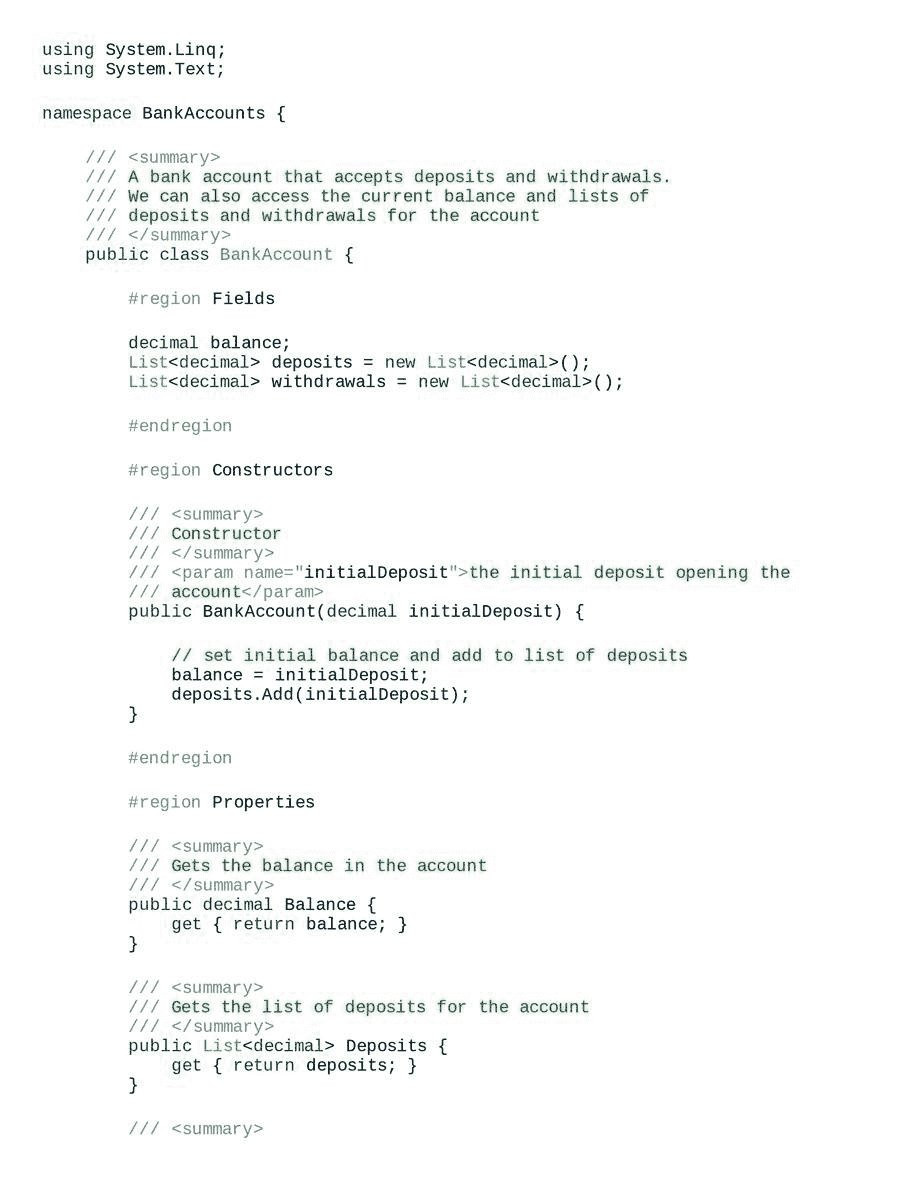 using System.Linq;
using System.Text;
namespace BankAccounts {
/// <summary>
/// A bank account that accepts deposits and withdrawals.
/// We can also access the current balance and lists of
/// deposits and withdrawals for the account
/// </summary>
public class BankAccount {
#region Fields
decimal balance;
List<decimal> deposits = new List<decimal>();
List<decimal> withdrawals = new List<decimal>();
#endregion
#region Constructors
/// <summary>
/// Constructor
/// </summary>
/// <param name="initialDeposit">the initial deposit opening the
/// account</param>
public BankAccount(decimal initialDeposit) {
// set initial balance and add to list of deposits
balance = initialDeposit;
deposits.Add(initialDeposit);
}
#endregion
#region Properties
/// <summary>
/// Gets the balance in the account
/// </summary>
public decimal Balance {
get { return balance; }
}
/// <summary>
/// Gets the list of deposits for the account
/// </summary>
public List<decimal> Deposits {
get { return deposits; }
}
/// <summary>